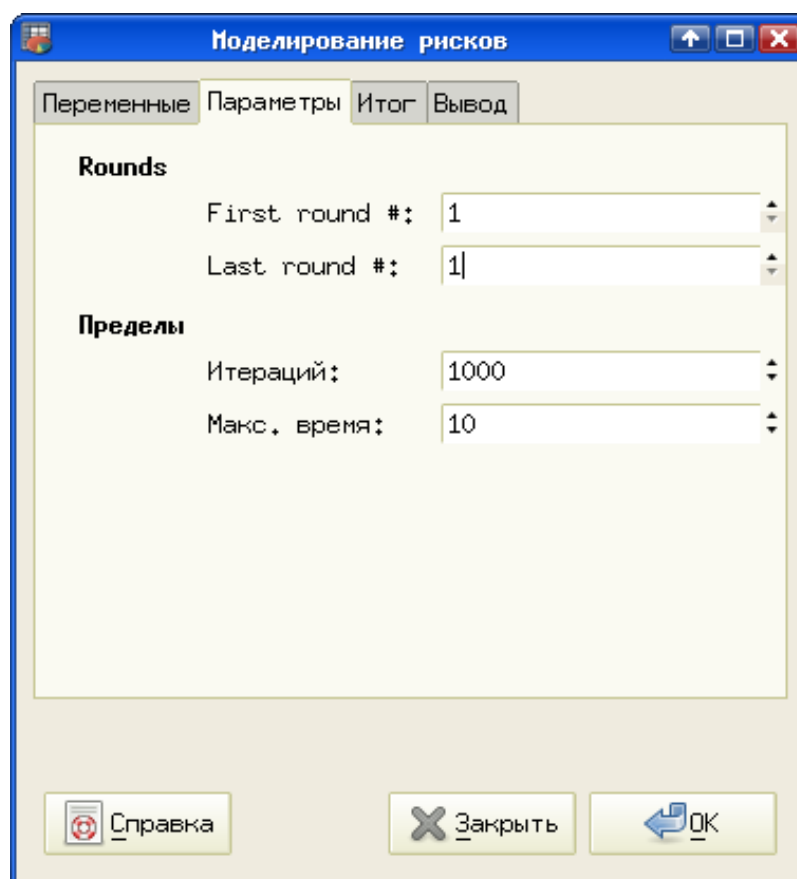 Моделирование рисков
Переменные Параметры Итог Вывод
Rounds
First round #: 1
Last round #: 1
Пределы
Итераций: 1000
Макс. время: 10
Справка Закрыть OK